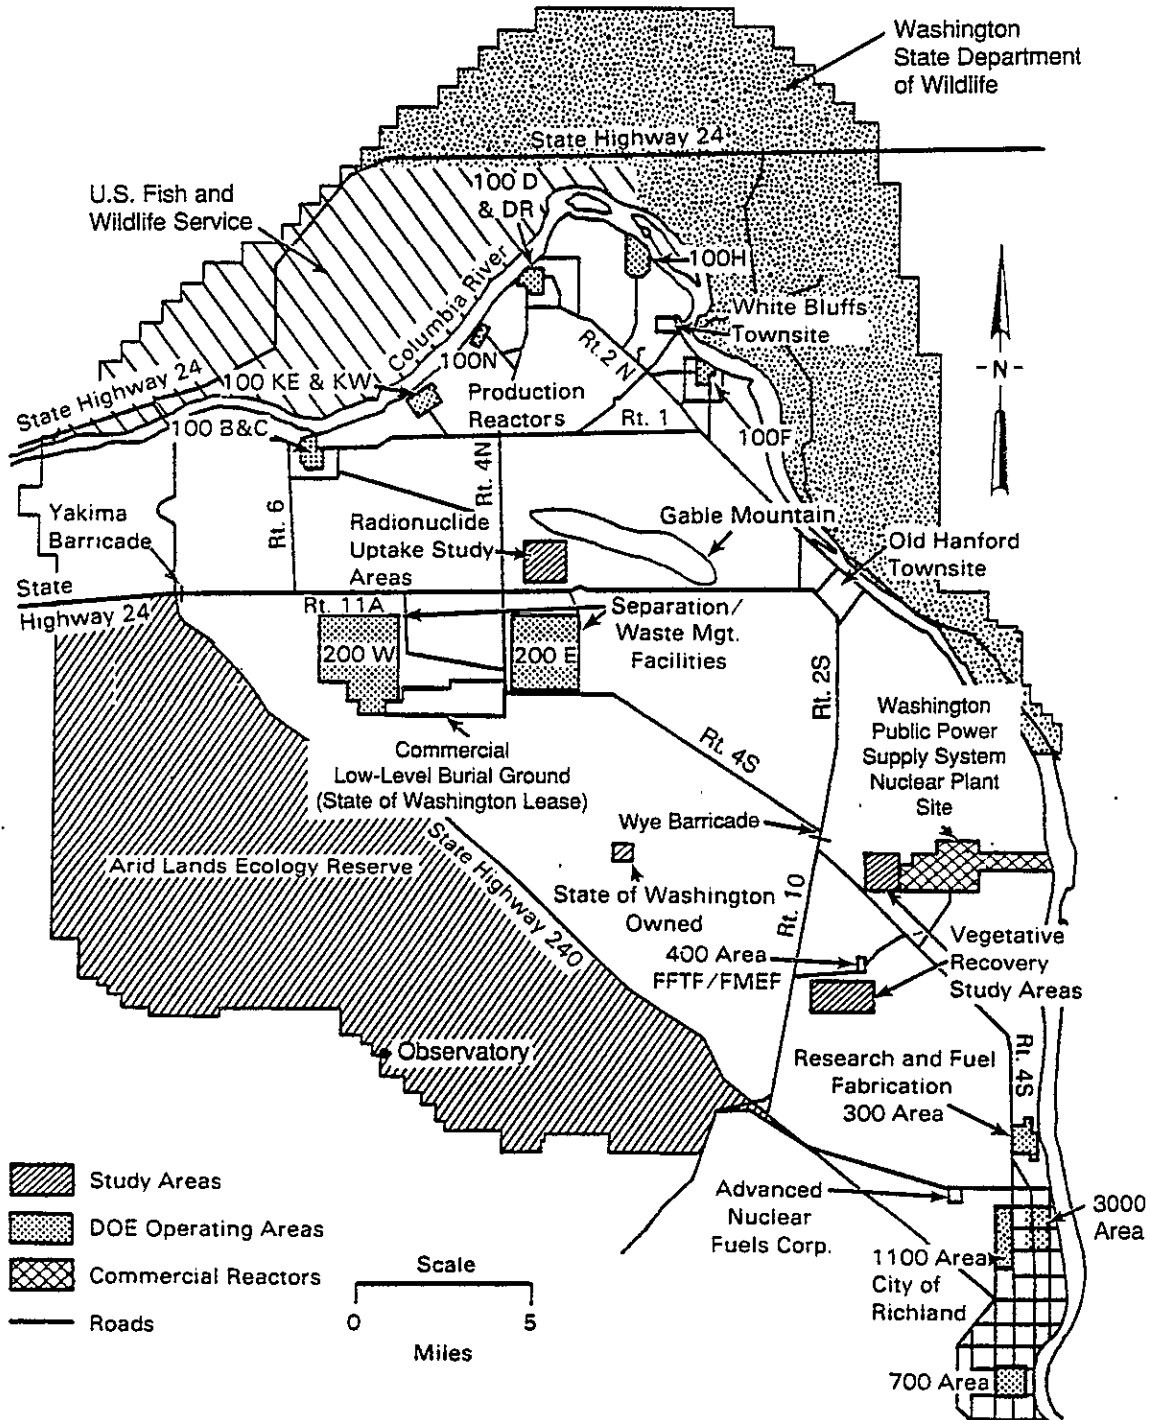 Washington
State Department
of Wildlife
State Highway 24
U.S. Fish and
Wildlife Service
100 D
& DR
100H
Columbia River
White Bluffs
Townsite
100N
Rt. 2 N
State Highway 24
100 KE & KW
Production
Reactors
Rt. 1
100 B&C
100F
Rt. 4N
Rt. 6
Yakima
Barricade
Radionuclide
Uptake Study
Areas
Gable Mountain
Old Hanford
Townsite
State
Highway 24
Rt. 11A
Separation/
Waste Mgt.
Facilities
200 W
200 E
Rt. 2S
Washington
Public Power
Supply System
Nuclear Plant
Site
Rt. 4S
Commercial
Low-Level Burial Ground
(State of Washington Lease)
Wye Barricade
Arid Lands Ecology Reserve
State Highway 240
State of Washington
Owned
Rt. 10
400 Area
FFTF/FMEF
Vegetative
Recovery
Study Areas
Observatory
Research and Fuel
Fabrication
300 Area
Rt. 4S
Advanced
Nuclear
Fuels Corp.
3000
Area
1100 Area
City of
Richland
700 Area
-N-
Study Areas
DOE Operating Areas
Commercial Reactors
Roads
Scale
0 5
Miles